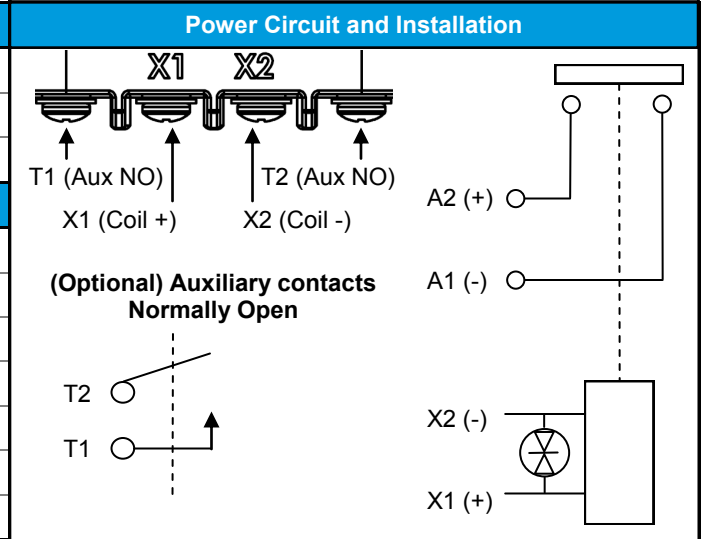 Power Circuit and Installation
X1 X2
T1 (Aux NO) T2 (Aux NO)
X1 (Coil +) X2 (Coil -)
(Optional) Auxiliary contacts
Normally Open
T2
T1
A2 (+)
A1 (-)
X2 (-)
X1 (+)